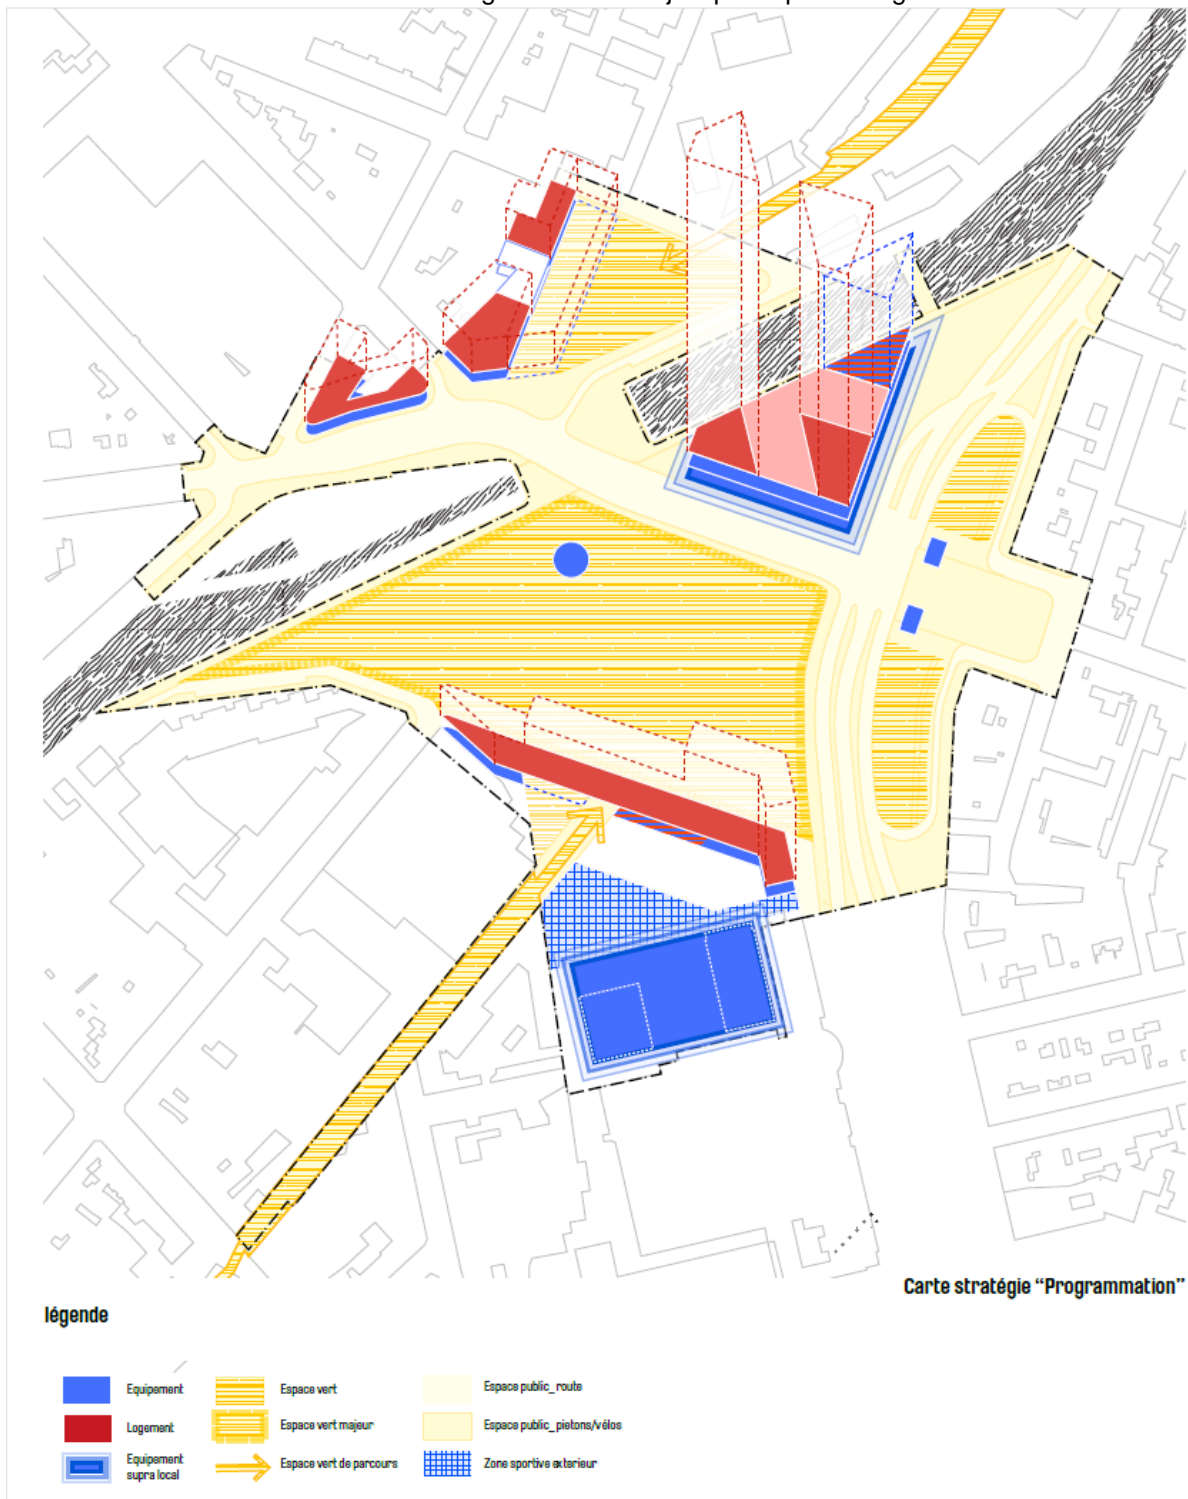 Carte stratégie “Programmation”
légende
Equipement
Logement
Equipement
supra local
Espace vert
Espace vert majeur
Espace vert de parcours
Espace public_route
Espace public_pietons/vélos
Zone sportive exterieur